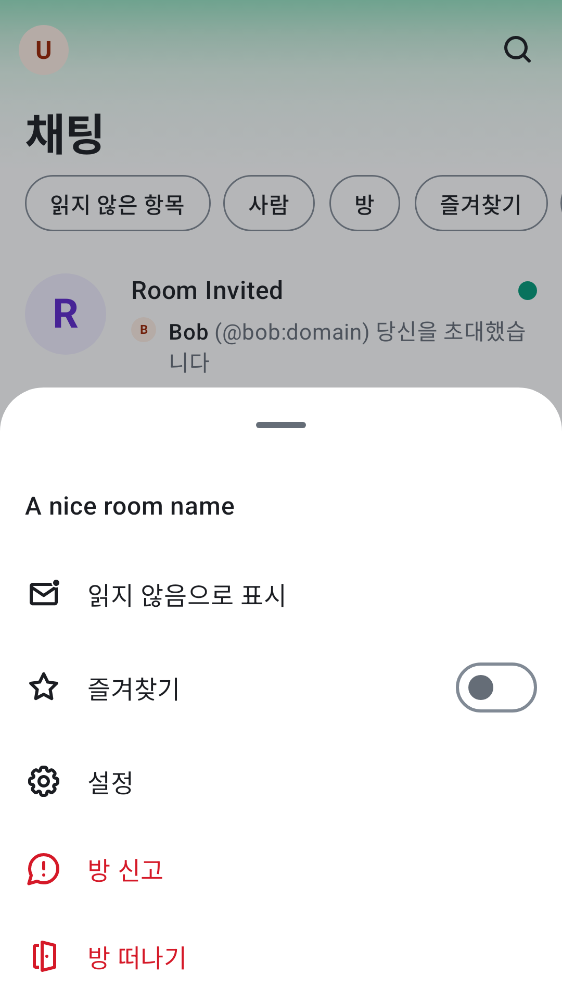 U
채팅
읽지 않은 항목 사람 방 즐겨찾기
R
Room Invited
B Bob (@bob:domain) 당신을 초대했습
니다
A nice room name
읽지 않음으로 표시
즐겨찾기
설정
방 신고
방 떠나기